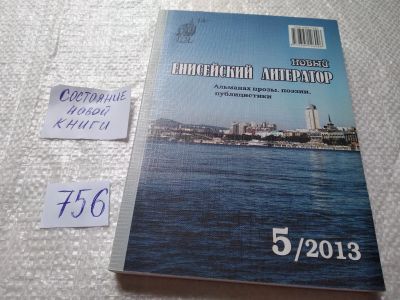 НОВЫЙ
ЕНИСЕЙСКИЙ ЛИТЕРАТОР
Альманах прозы, поэзии,
публицистики
5/2013
СОСТОЯНИЕ
НОВОЙ
КНИГИ
756